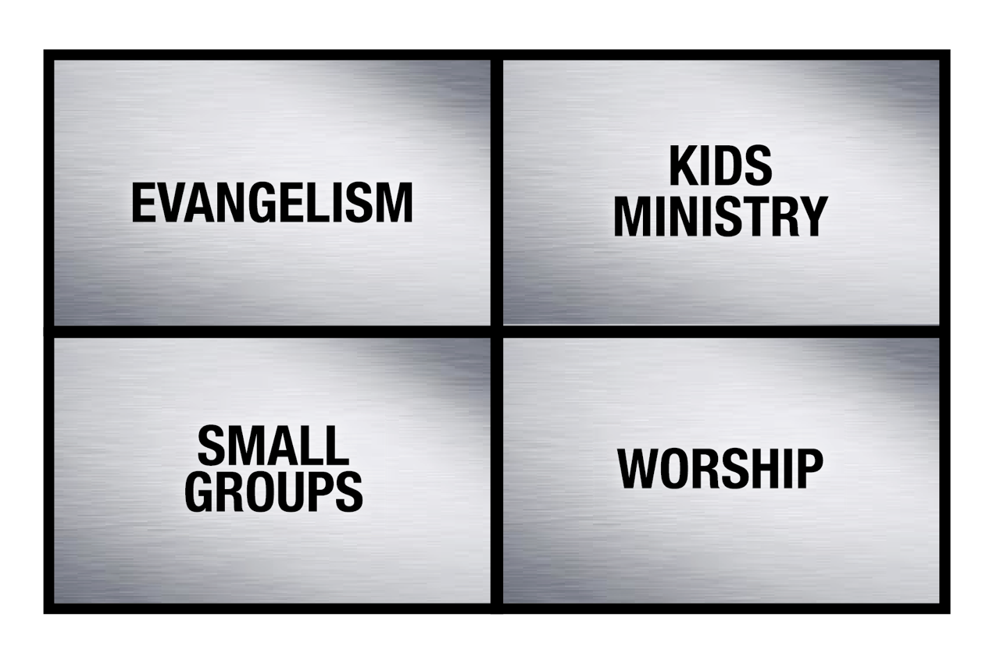 EVANGELISM
KIDS
MINISTRY
SMALL
GROUPS
WORSHIP